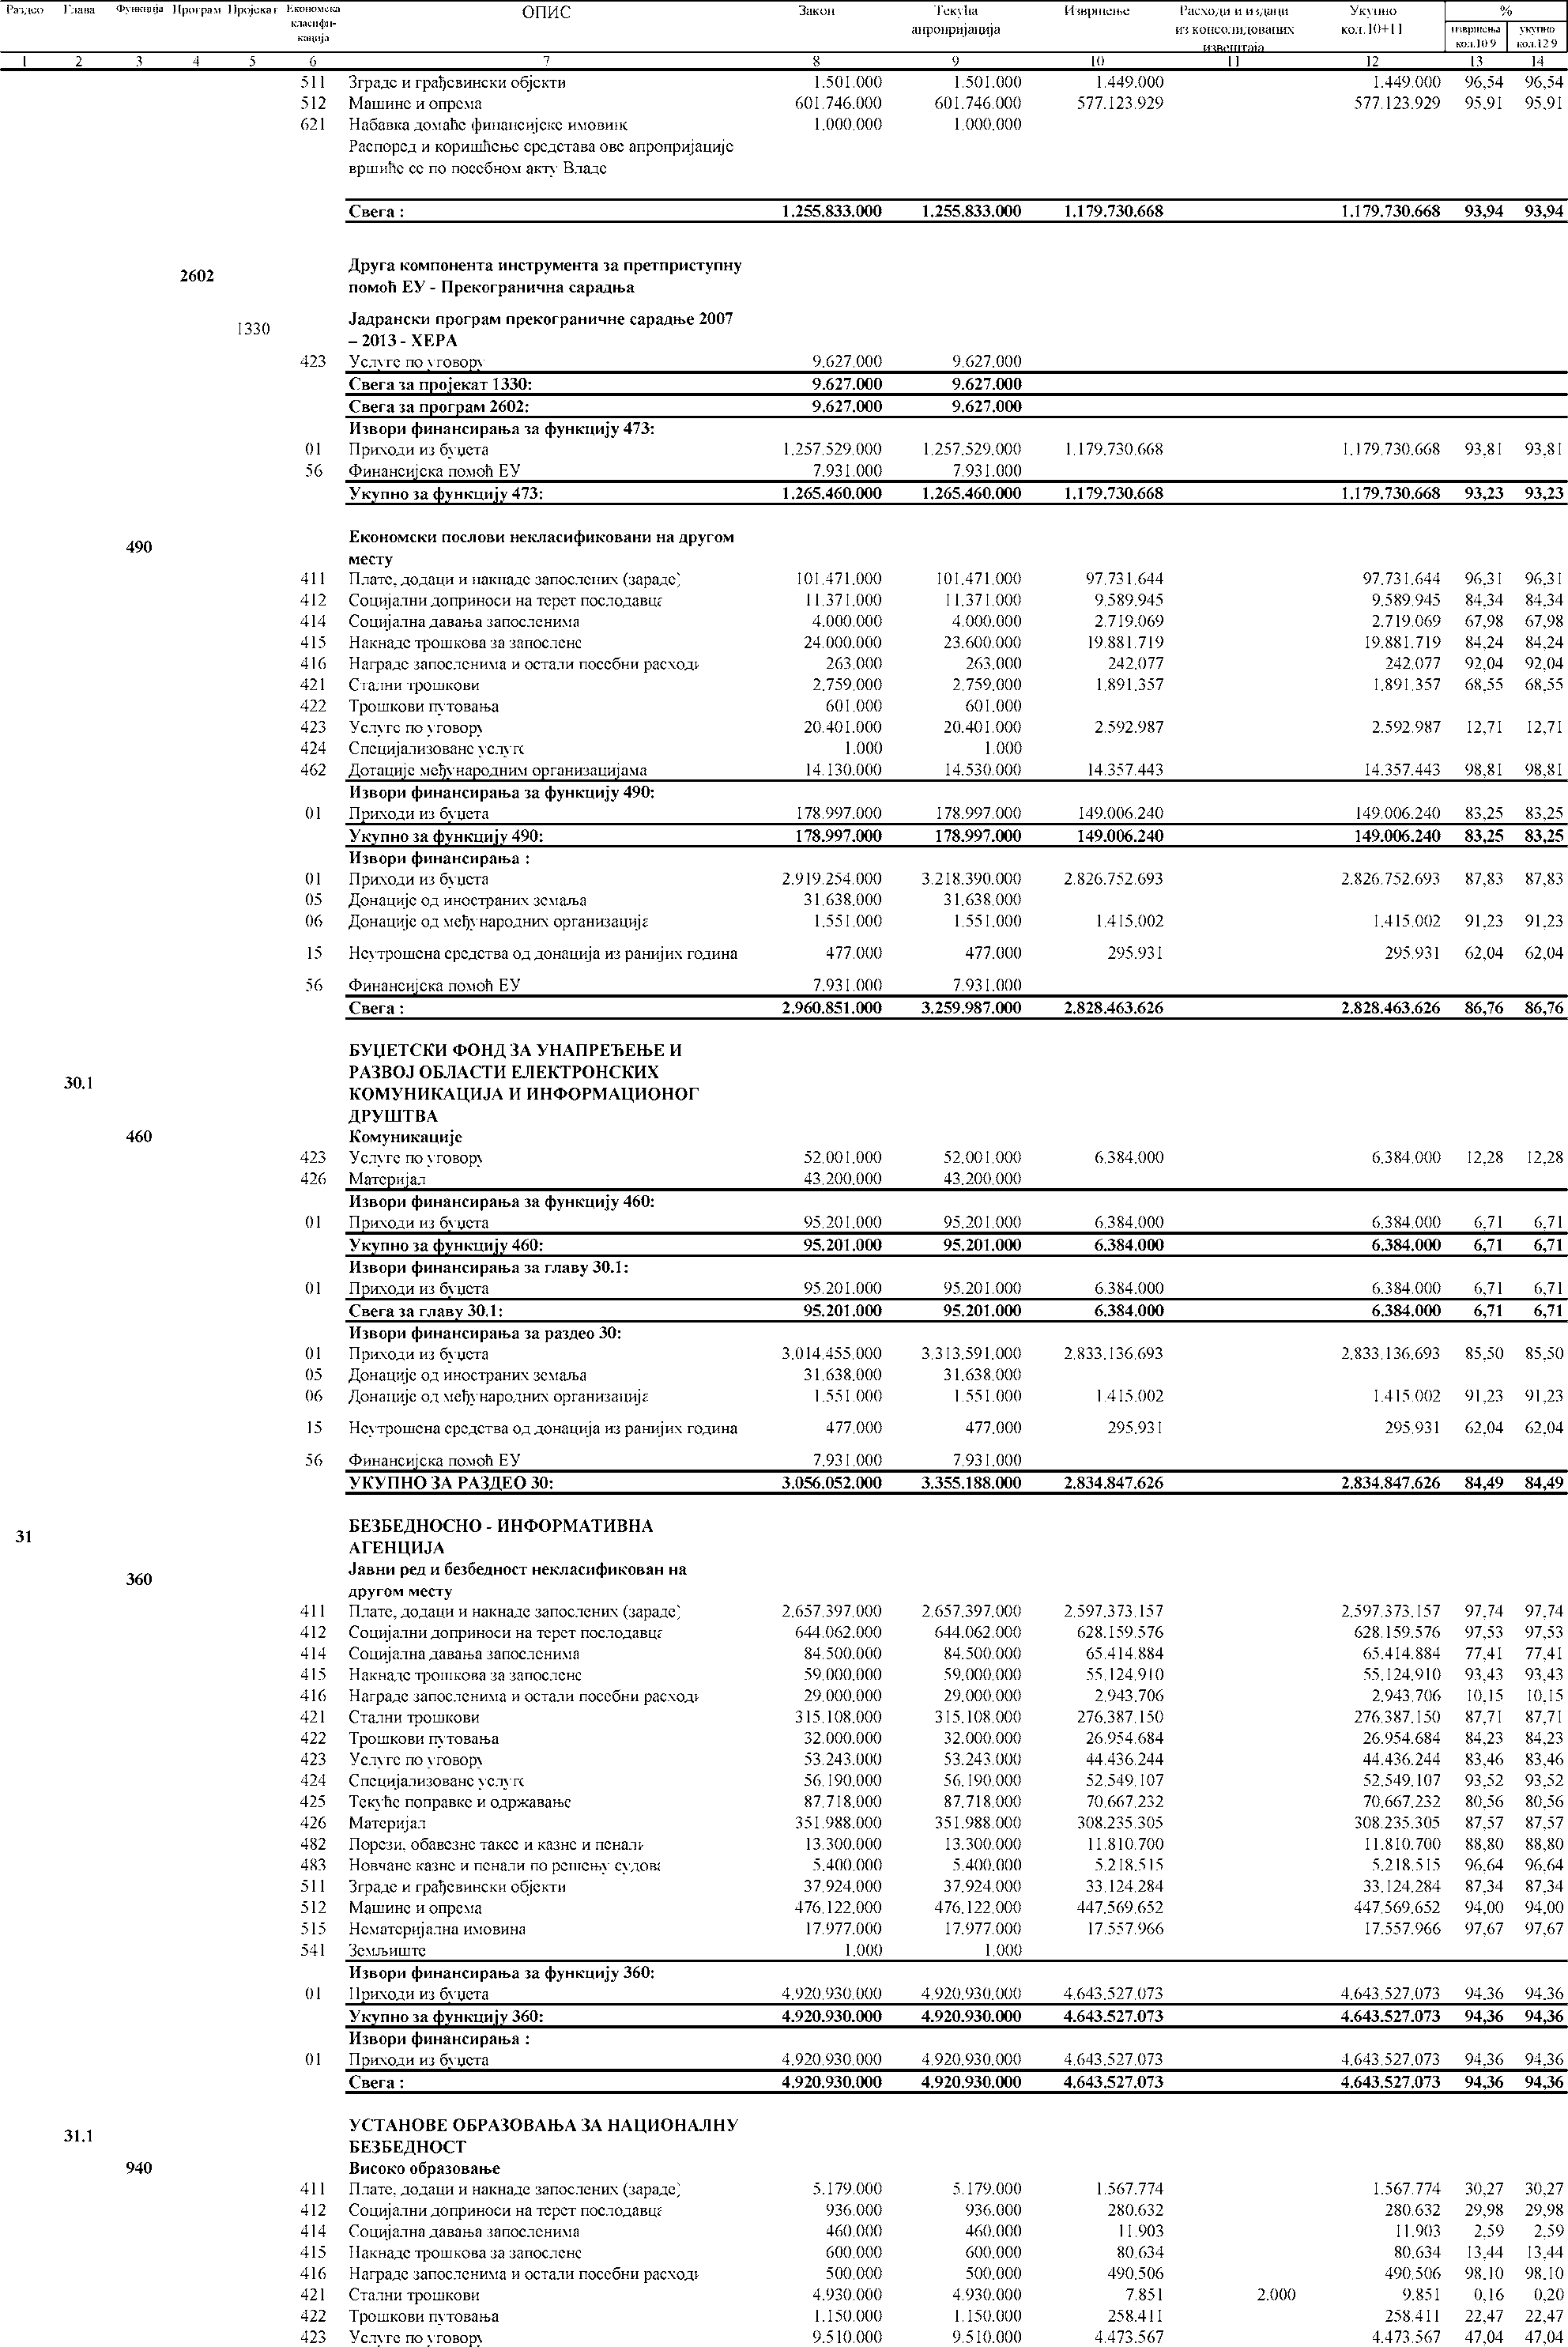 Раздео Глава Функција Програм Пројекат Економска класифи-кација ОПИС Закон Текућа апропријација Извршење Расходи и издаци из консолидованих извештаја Укупно кол.10+11 % извршења кол.10 9 укупно кол.12 9
1 2 3 4 5 6 7 8 9 10 11 12 13 14
511 Зграде и грађевински објекти 1.501.000 1.501.000 1.449.000 1.449.000 96,54 96,54
512 Машине и опрема 601.746.000 601.746.000 577.123.929 577.123.929 95,91 95,91
621 Набавка домаће финансијске имовине 1.000.000 1.000.000
Распоред и коришћење средстава ове апропријације
вршиће се по посебном акту Владе
Свега : 1.255.833.000 1.255.833.000 1.179.730.668 1.179.730.668 93,94 93,94
2602 Друга компонента инструмента за претприступну
помоћ ЕУ - Прекогранична сарадња
1330 Јадрански програм прекограничне сарадње 2007
– 2013 - ХЕРА
423 Услуге по уговору 9.627.000 9.627.000
Свега за пројекат 1330: 9.627.000 9.627.000
Свега за програм 2602: 9.627.000 9.627.000
Извори финансирања за функцију 473:
01 Приходи из буџета 1.257.529.000 1.257.529.000 1.179.730.668 1.179.730.668 93,81 93,81
56 Финансијска помоћ ЕУ 7.931.000 7.931.000
Укупно за функцију 473: 1.265.460.000 1.265.460.000 1.179.730.668 1.179.730.668 93,23 93,23
490 Економски послови некласификовани на другом
месту
411 Плате, додаци и накнаде запослених (зараде) 101.471.000 101.471.000 97.731.644 97.731.644 96,31 96,31
412 Социјални доприноси на терет послодавца 11.371.000 11.371.000 9.589.945 9.589.945 84,34 84,34
414 Социјална давања запосленима 4.000.000 4.000.000 2.719.069 2.719.069 67,98 67,98
415 Накнаде трошкова за запослене 24.000.000 23.600.000 19.881.719 19.881.719 84,24 84,24
416 Награде запосленима и остали посебни расходи 263.000 263.000 242.077 242.077 92,04 92,04
421 Стални трошкови 2.759.000 2.759.000 1.891.357 1.891.357 68,55 68,55
422 Трошкови путовања 601.000 601.000
423 Услуге по уговору 20.401.000 20.401.000 2.592.987 2.592.987 12,71 12,71
424 Специјализоване услуге 1.000 1.000
462 Дотације међународним организацијама 14.130.000 14.530.000 14.357.443 14.357.443 98,81 98,81
Извори финансирања за функцију 490:
01 Приходи из буџета 178.997.000 178.997.000 149.006.240 149.006.240 83,25 83,25
Укупно за функцију 490: 178.997.000 178.997.000 149.006.240 149.006.240 83,25 83,25
Извори финансирања :
01 Приходи из буџета 2.919.254.000 3.218.390.000 2.826.752.693 2.826.752.693 87,83 87,83
05 Донације од иностраних земаља 31.638.000 31.638.000
06 Донације од међународних организација 1.551.000 1.551.000 1.415.002 1.415.002 91,23 91,23
15 Неутрошена средства од донација из ранијих година 477.000 477.000 295.931 295.931 62,04 62,04
56 Финансијска помоћ ЕУ 7.931.000 7.931.000
Свега : 2.960.851.000 3.259.987.000 2.828.463.626 2.828.463.626 86,76 86,76
30.1 БУЏЕТСКИ ФОНД ЗА УНАПРЕЂЕЊЕ И
РАЗВОЈ ОБЛАСТИ ЕЛЕКТРОНСКИХ
КОМУНИКАЦИЈА И ИНФОРМАЦИОНОГ
ДРУШТВА
460 Комуникације
423 Услуге по уговору 52.001.000 52.001.000 6.384.000 6.384.000 12,28 12,28
426 Материјал 43.200.000 43.200.000
Извори финансирања за функцију 460:
01 Приходи из буџета 95.201.000 95.201.000 6.384.000 6.384.000 6,71 6,71
Укупно за функцију 460: 95.201.000 95.201.000 6.384.000 6.384.000 6,71 6,71
Извори финансирања за главу 30.1:
01 Приходи из буџета 95.201.000 95.201.000 6.384.000 6.384.000 6,71 6,71
Свега за главу 30.1: 95.201.000 95.201.000 6.384.000 6.384.000 6,71 6,71
Извори финансирања за раздео 30:
01 Приходи из буџета 3.014.455.000 3.313.591.000 2.833.136.693 2.833.136.693 85,50 85,50
05 Донације од иностраних земаља 31.638.000 31.638.000
06 Донације од међународних организација 1.551.000 1.551.000 1.415.002 1.415.002 91,23 91,23
15 Неутрошена средства од донација из ранијих година 477.000 477.000 295.931 295.931 62,04 62,04
56 Финансијска помоћ ЕУ 7.931.000 7.931.000
УКУПНО ЗА РАЗДЕО 30: 3.056.052.000 3.355.188.000 2.834.847.626 2.834.847.626 84,49 84,49
31 БЕЗБЕДНОСНО - ИНФОРМАТИВНА
АГЕНЦИЈА
360 Јавни ред и безбедност некласификован на
другом месту
411 Плате, додаци и накнаде запослених (зараде) 2.657.397.000 2.657.397.000 2.597.373.157 2.597.373.157 97,74 97,74
412 Социјални доприноси на терет послодавца 644.062.000 644.062.000 628.159.576 628.159.576 97,53 97,53
414 Социјална давања запосленима 84.500.000 84.500.000 65.414.884 65.414.884 77,41 77,41
415 Накнаде трошкова за запослене 59.000.000 59.000.000 55.124.910 55.124.910 93,43 93,43
416 Награде запосленима и остали посебни расходи 29.000.000 29.000.000 2.943.706 2.943.706 10,15 10,15
421 Стални трошкови 315.108.000 315.108.000 276.387.150 276.387.150 87,71 87,71
422 Трошкови путовања 32.000.000 32.000.000 26.954.684 26.954.684 84,23 84,23
423 Услуге по уговору 53.243.000 53.243.000 44.436.244 44.436.244 83,46 83,46
424 Специјализоване услуге 56.190.000 56.190.000 52.549.107 52.549.107 93,52 93,52
425 Текуће поправке и одржавање 87.718.000 87.718.000 70.667.232 70.667.232 80,56 80,56
426 Материјал 351.988.000 351.988.000 308.235.305 308.235.305 87,57 87,57
482 Порези, обавезне таксе и казне и пенали 13.300.000 13.300.000 11.810.700 11.810.700 88,80 88,80
483 Новчане казне и пенали по решењу судова 5.400.000 5.400.000 5.218.515 5.218.515 96,64 96,64
511 Зграде и грађевински објекти 37.924.000 37.924.000 33.124.284 33.124.284 87,34 87,34
512 Машине и опрема 476.122.000 476.122.000 447.569.652 447.569.652 94,00 94,00
515 Нематеријална имовина 17.977.000 17.977.000 17.557.966 17.557.966 97,67 97,67
541 Земљиште 1.000 1.000
Извори финансирања за функцију 360:
01 Приходи из буџета 4.920.930.000 4.920.930.000 4.643.527.073 4.643.527.073 94,36 94,36
Укупно за функцију 360: 4.920.930.000 4.920.930.000 4.643.527.073 4.643.527.073 94,36 94,36
Извори финансирања :
01 Приходи из буџета 4.920.930.000 4.920.930.000 4.643.527.073 4.643.527.073 94,36 94,36
Свега : 4.920.930.000 4.920.930.000 4.643.527.073 4.643.527.073 94,36 94,36
31.1 УСТАНОВЕ ОБРАЗОВАЊА ЗА НАЦИОНАЛНУ
БЕЗБЕДНОСТ
940 Високо образовање
411 Плате, додаци и накнаде запослених (зараде) 5.179.000 5.179.000 1.567.774 1.567.774 30,27 30,27
412 Социјални доприноси на терет послодавца 936.000 936.000 280.632 280.632 29,98 29,98
414 Социјална давања запосленима 460.000 460.000 11.903 11.903 2,59 2,59
415 Накнаде трошкова за запослене 600.000 600.000 80.634 80.634 13,44 13,44
416 Награде запосленима и остали посебни расходи 500.000 500.000 490.506 490.506 98,10 98,10
421 Стални трошкови 4.930.000 4.930.000 7.851 2.000 9.851 0,16 0,20
422 Трошкови путовања 1.150.000 1.150.000 258.411 258.411 22,47 22,47
423 Услуге по уговору 9.510.000 9.510.000 4.473.567 4.473.567 47,04 47,04